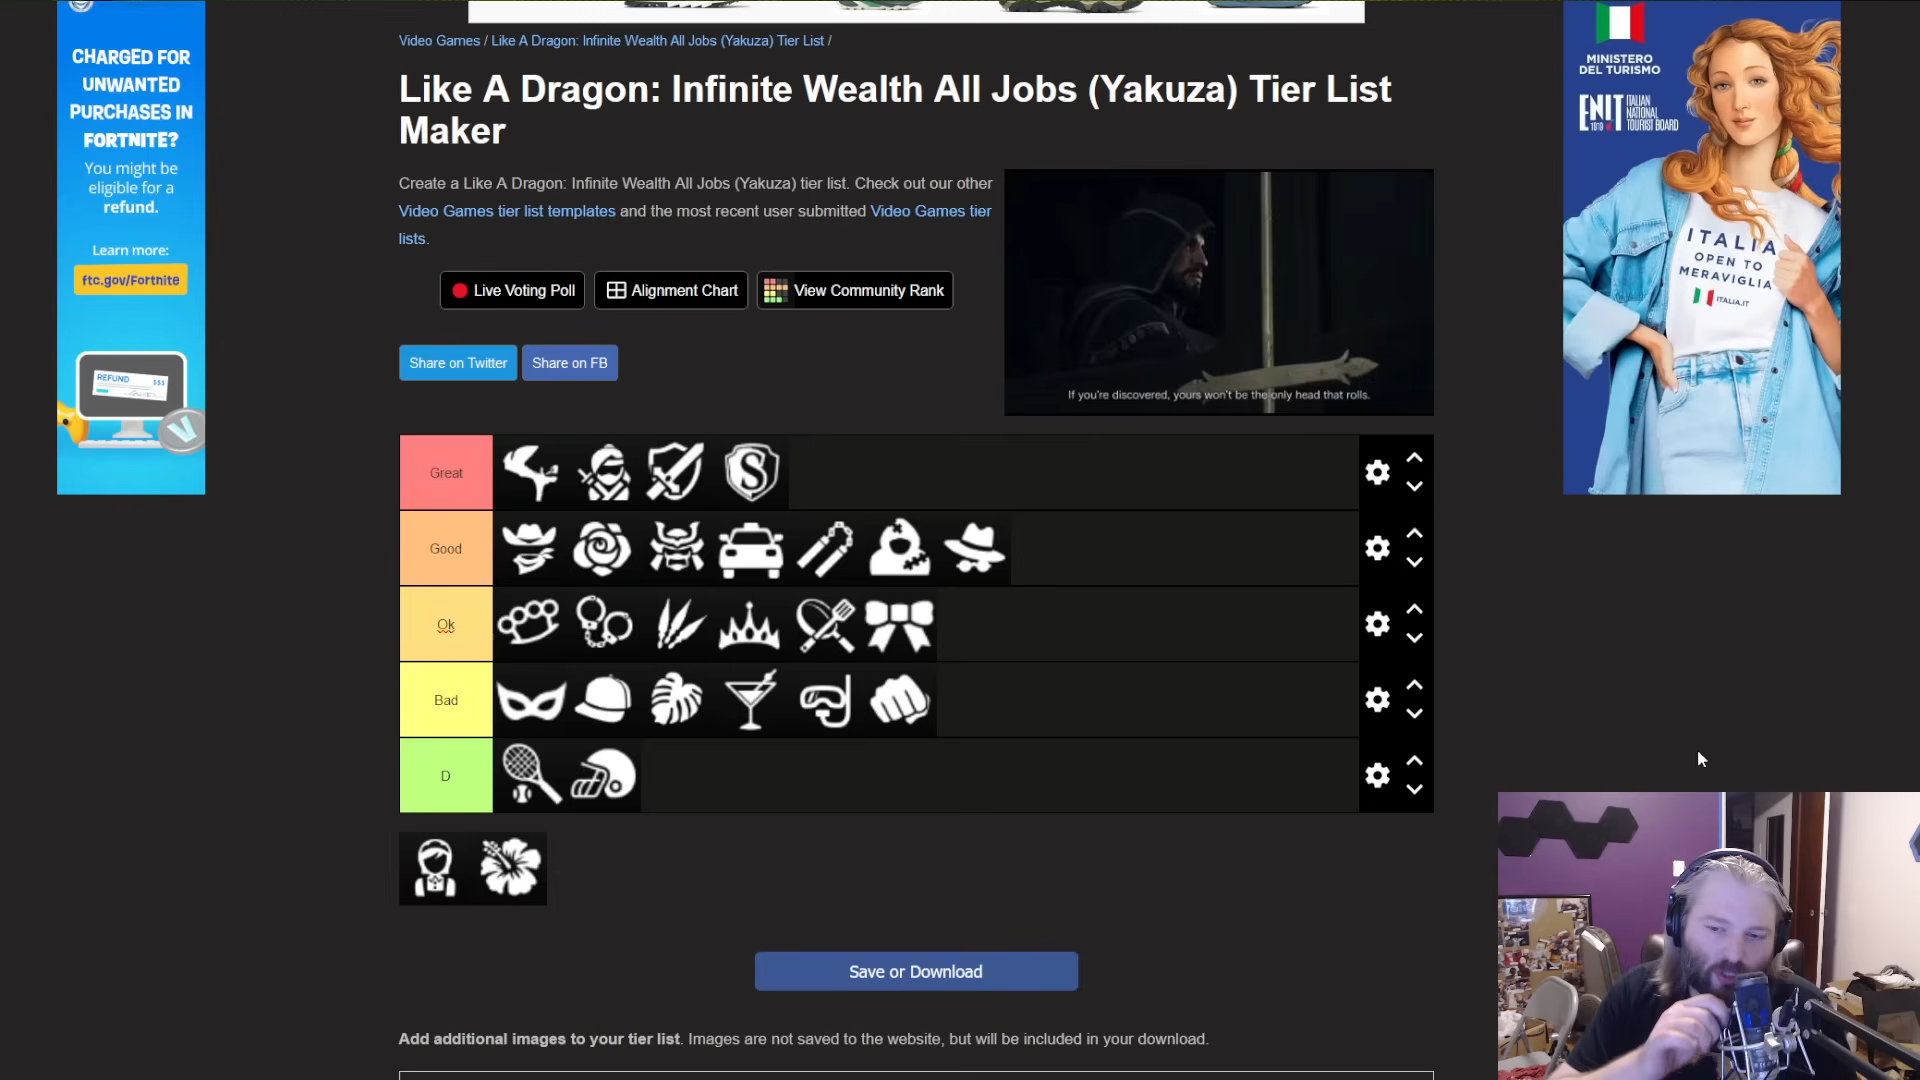 CHARGED FOR
UNWANTED
PURCHASES IN
FORTNITE?
You might be
eligible for a
refund.
Learn more:
ftc.gov/Fortnite
REFUND
$$$
Video Games / Like A Dragon: Infinite Wealth All Jobs (Yakuza) Tier List /
Like A Dragon: Infinite Wealth All Jobs (Yakuza) Tier List
Maker
Create a Like A Dragon: Infinite Wealth All Jobs (Yakuza) tier list. Check out our other
Video Games tier list templates and the most recent user submitted Video Games tier
lists.
Live Voting Poll
Alignment Chart
View Community Rank
Share on Twitter
Share on FB
If you're discovered, yours won't be the only head that rolls.
MINISTERO
DEL TURISMO
ENIT
1919
ITALIAN
NATIONAL
TOURIST BOARD
ITALIA
OPEN TO
MERAVIGLIA
ITALIA.IT
Great
S
Good
Ok
Bad
D
Save or Download
Add additional images to your tier list. Images are not saved to the website, but will be included in your download.